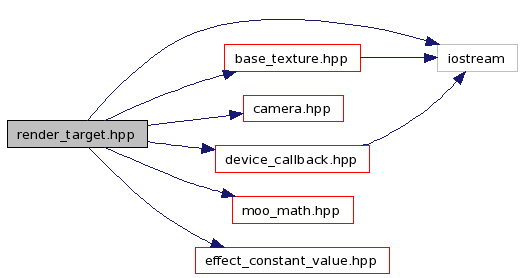 base_texture.hpp
iostream
camera.hpp
render_target.hpp
device_callback.hpp
moo_math.hpp
effect_constant_value.hpp